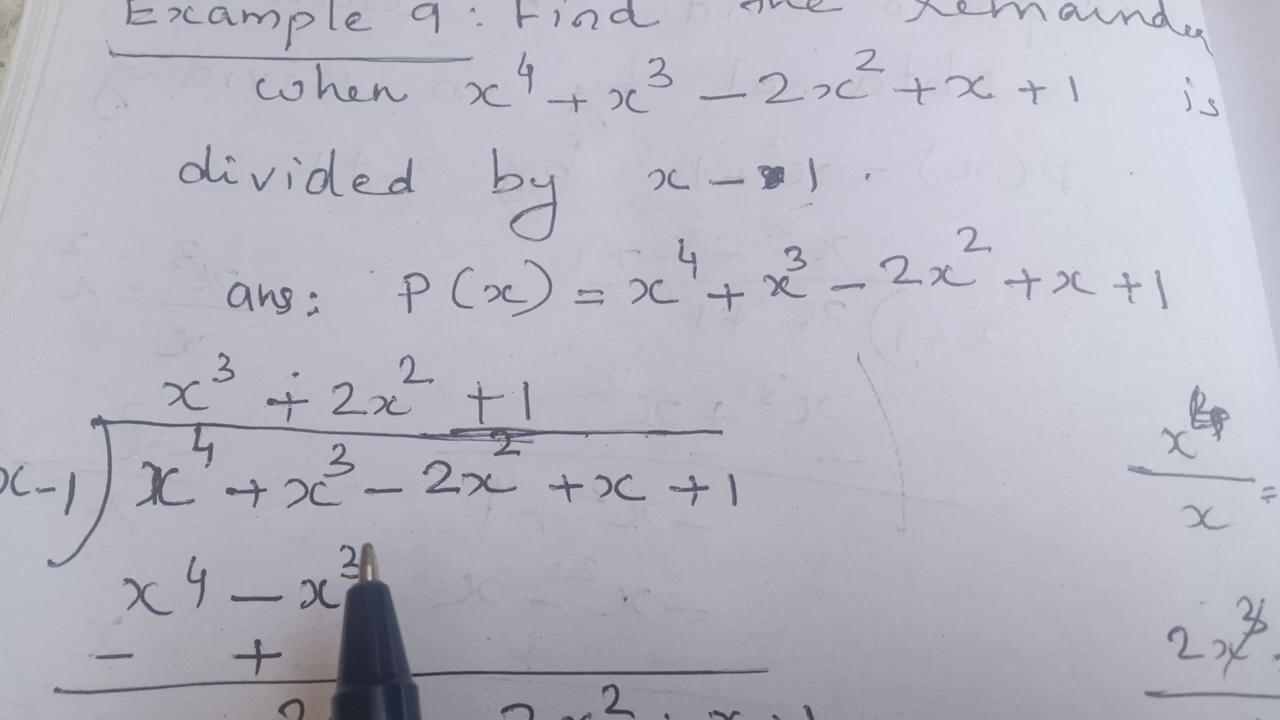 Example 9: Find the remainder
when x⁴ + x³ - 2x² + x + 1 is
divided by x - 1.
ans: P(x) = x⁴ + x³ - 2x² + x + 1
x³ + 2x² + 1
x-1 x⁴ + x³ - 2x² + x + 1
x⁴ - x³
- +
x
x =
2x³